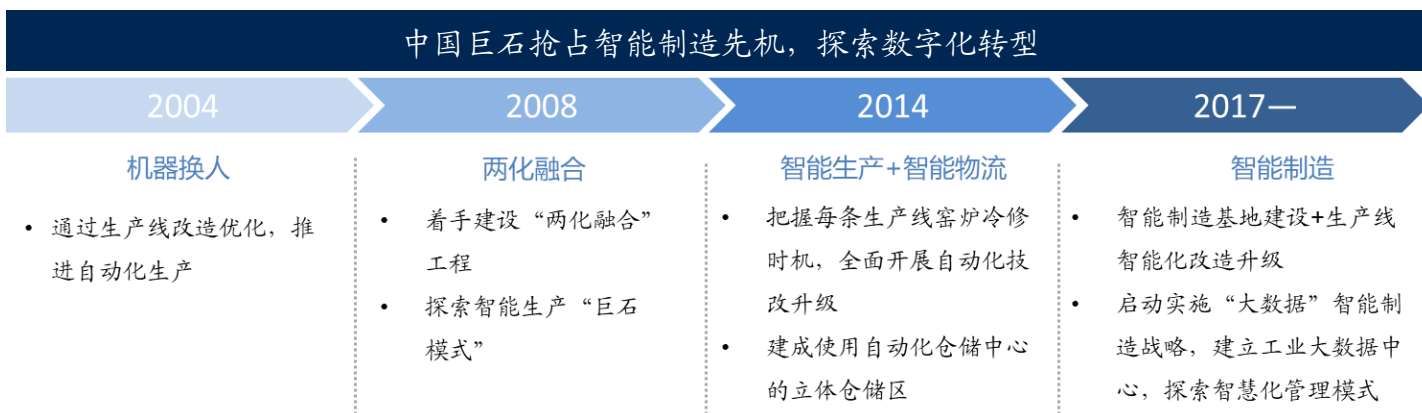 中国巨石抢占智能制造先机，探索数字化转型
2004
2008
2014
2017—
机器换人
• 通过生产线改造优化，推
进自动化生产
两化融合
• 着手建设“两化融合”
工程
• 探索智能生产“巨石
模式”
智能生产+智能物流
• 把握每条生产线窑炉冷修
时机，全面开展自动化技
改升级
• 建成使用自动化仓储中心
的立体仓储区
智能制造
• 智能制造基地建设+生产线
智能化改造升级
• 启动实施“大数据”智能制
造战略，建立工业大数据中
心，探索智慧化管理模式